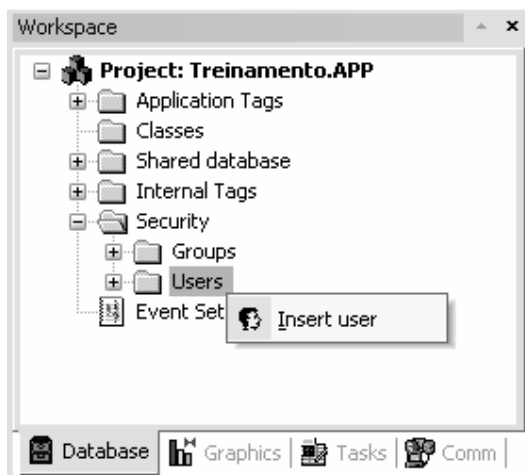 Workspace
Project: Treinamento.APP
Application Tags
Classes
Shared database
Internal Tags
Security
Groups
Users
Event Set
Insert user
Database Graphics Tasks Comm